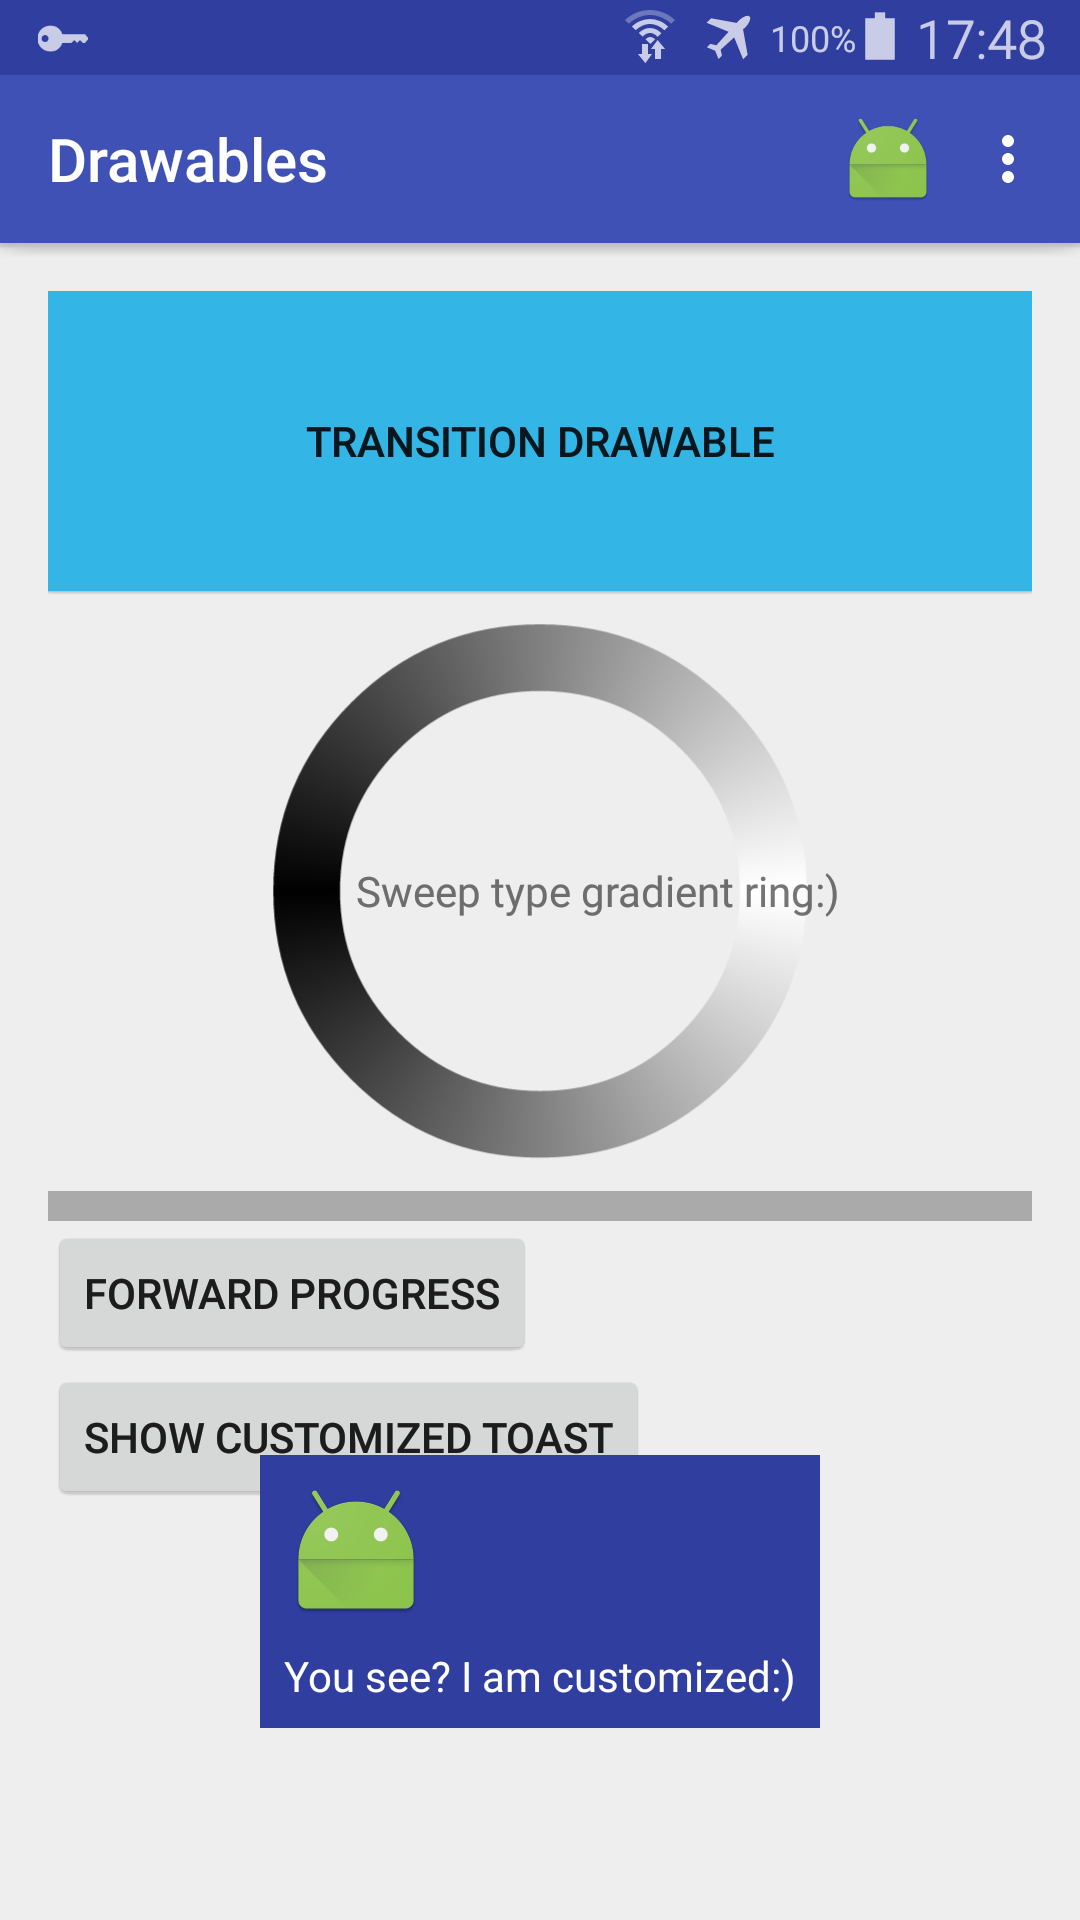 100% 17:48
Drawables
TRANSITION DRAWABLE
Sweep type gradient ring:)
FORWARD PROGRESS
SHOW CUSTOMIZED TOAST
You see? I am customized:)